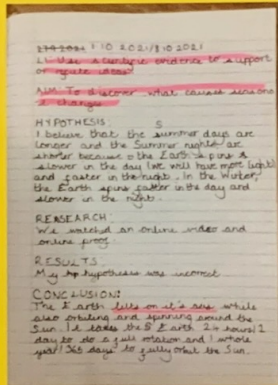 1 10 2021/8 10 2021
LI: Use scientific evidence to support
or refute ideas.
AIM: To discover what causes seasonal
changes
HYPOTHESIS S
I believe that the summer days are
longer and the Summer nights are
shorter because the Earth spins
slower in the day (we will have more light)
and faster in the night. In the Winter,
the Earth spins faster in the day and
slower in the night.
RESEARCH
We watched an online video and
online prog.
RESULTS
My hypothesis was incorrect
CONCLUSION:
The Earth tilts on it's axis while
also orbiting and spinning around the
Sun. It takes the Earth 24 hours/1
day to do a full rotation and 1 whole
year/365 days to fully orbit the Sun.